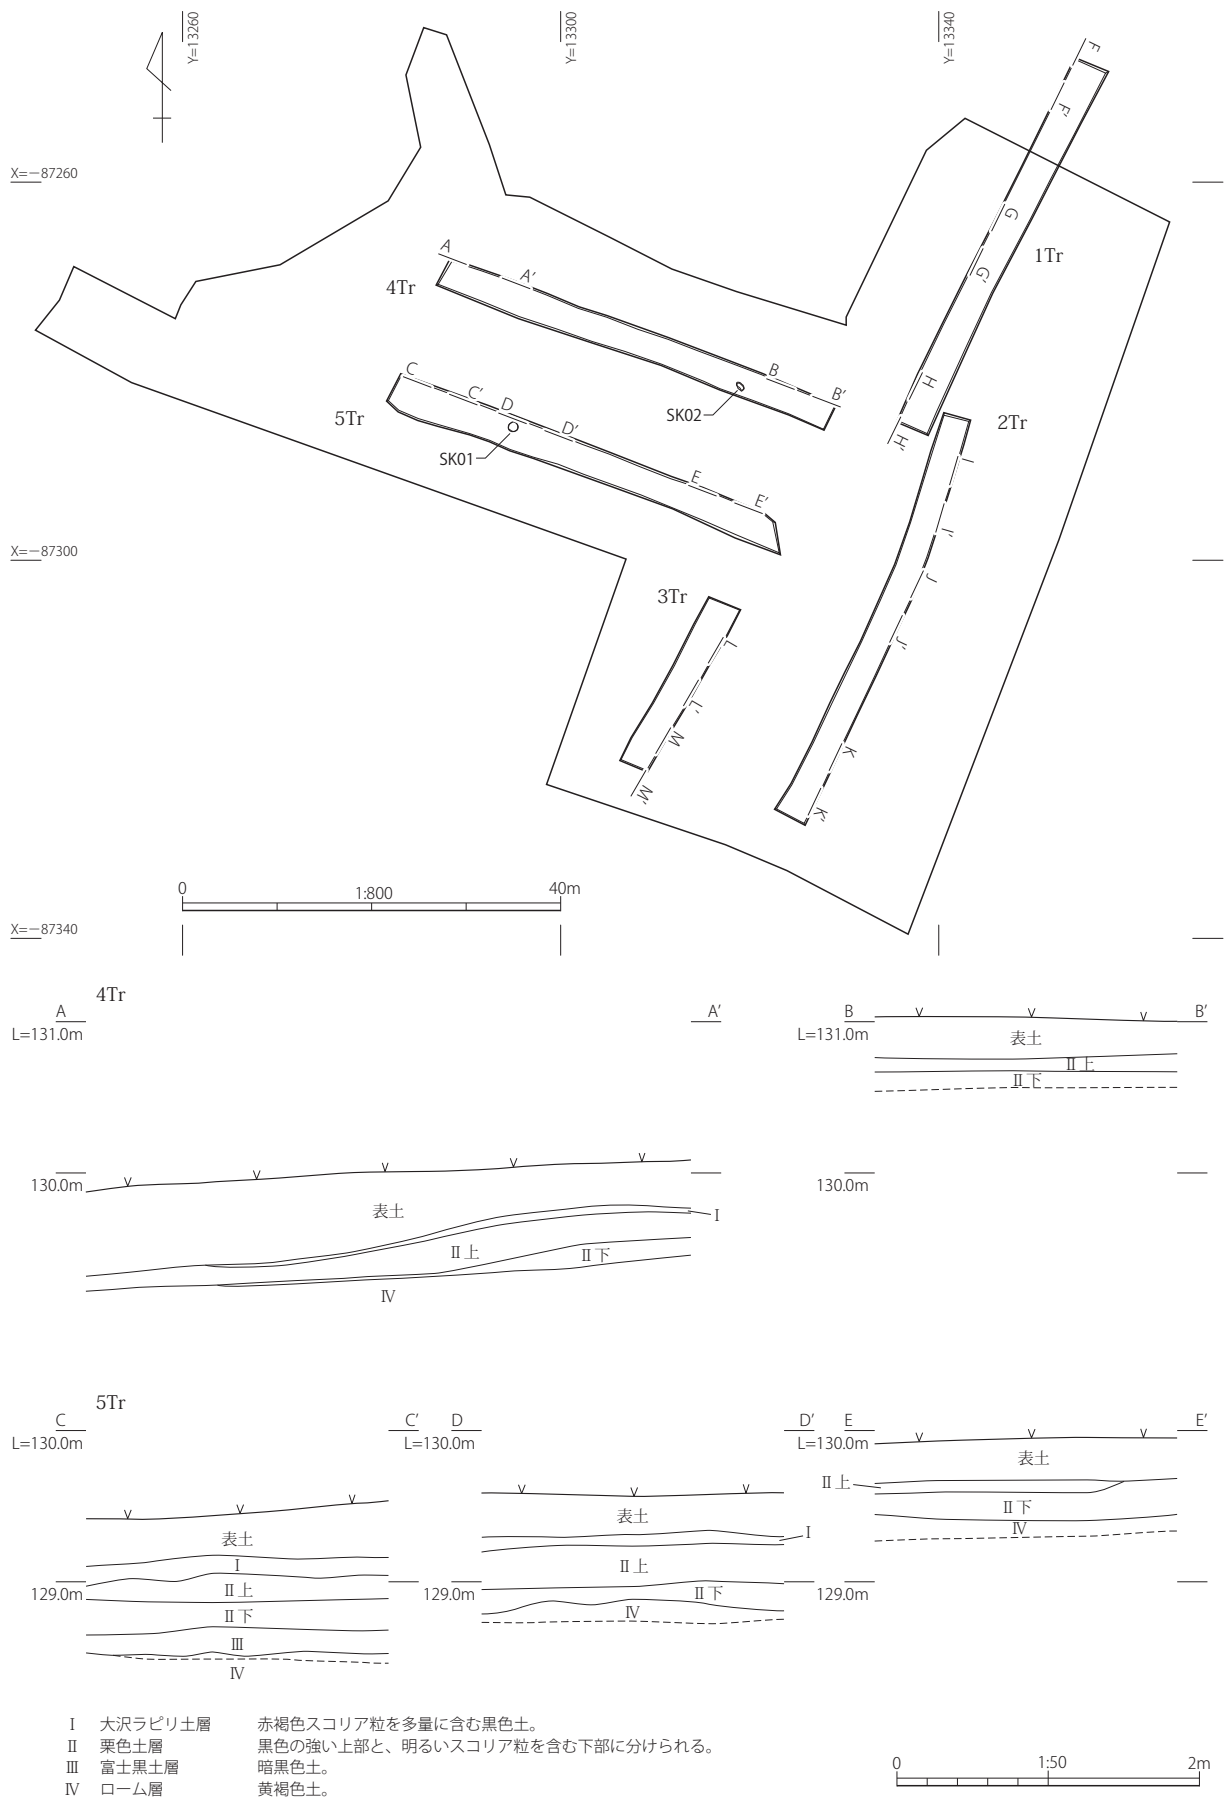 Y=13260
Y=13300
Y=13340
X=－87260
X=－87300
X=－87340
F
F′
G
G′
1Tr
H
H′
A
A′
4Tr
B
B′
SK02
C
C′
D
D′
5Tr
SK01
E
E′
2Tr
I
I′
J
J′
K
K′
3Tr
L
L′
M
M′
0
1:800
40m
4Tr
A
A′
L=131.0m
130.0m
表土
Ⅰ
Ⅱ上
Ⅱ下
Ⅳ
B
B′
L=131.0m
表土
Ⅱ上
Ⅱ下
130.0m
5Tr
C
C′
L=130.0m
表土
Ⅰ
129.0m
Ⅱ上
Ⅱ下
Ⅲ
Ⅳ
D
D′
L=130.0m
表土
Ⅰ
Ⅱ上
129.0m
Ⅱ下
Ⅳ
E
E′
L=130.0m
表土
Ⅱ上
Ⅱ下
Ⅳ
129.0m
Ⅰ 大沢ラピリ土層 赤褐色スコリア粒を多量に含む黒色土。
Ⅱ 栗色土層 黒色の強い上部と、明るいスコリア粒を含む下部に分けられる。
Ⅲ 富士黒土層 暗黒色土。
Ⅳ ローム層 黄褐色土。
0
1:50
2m